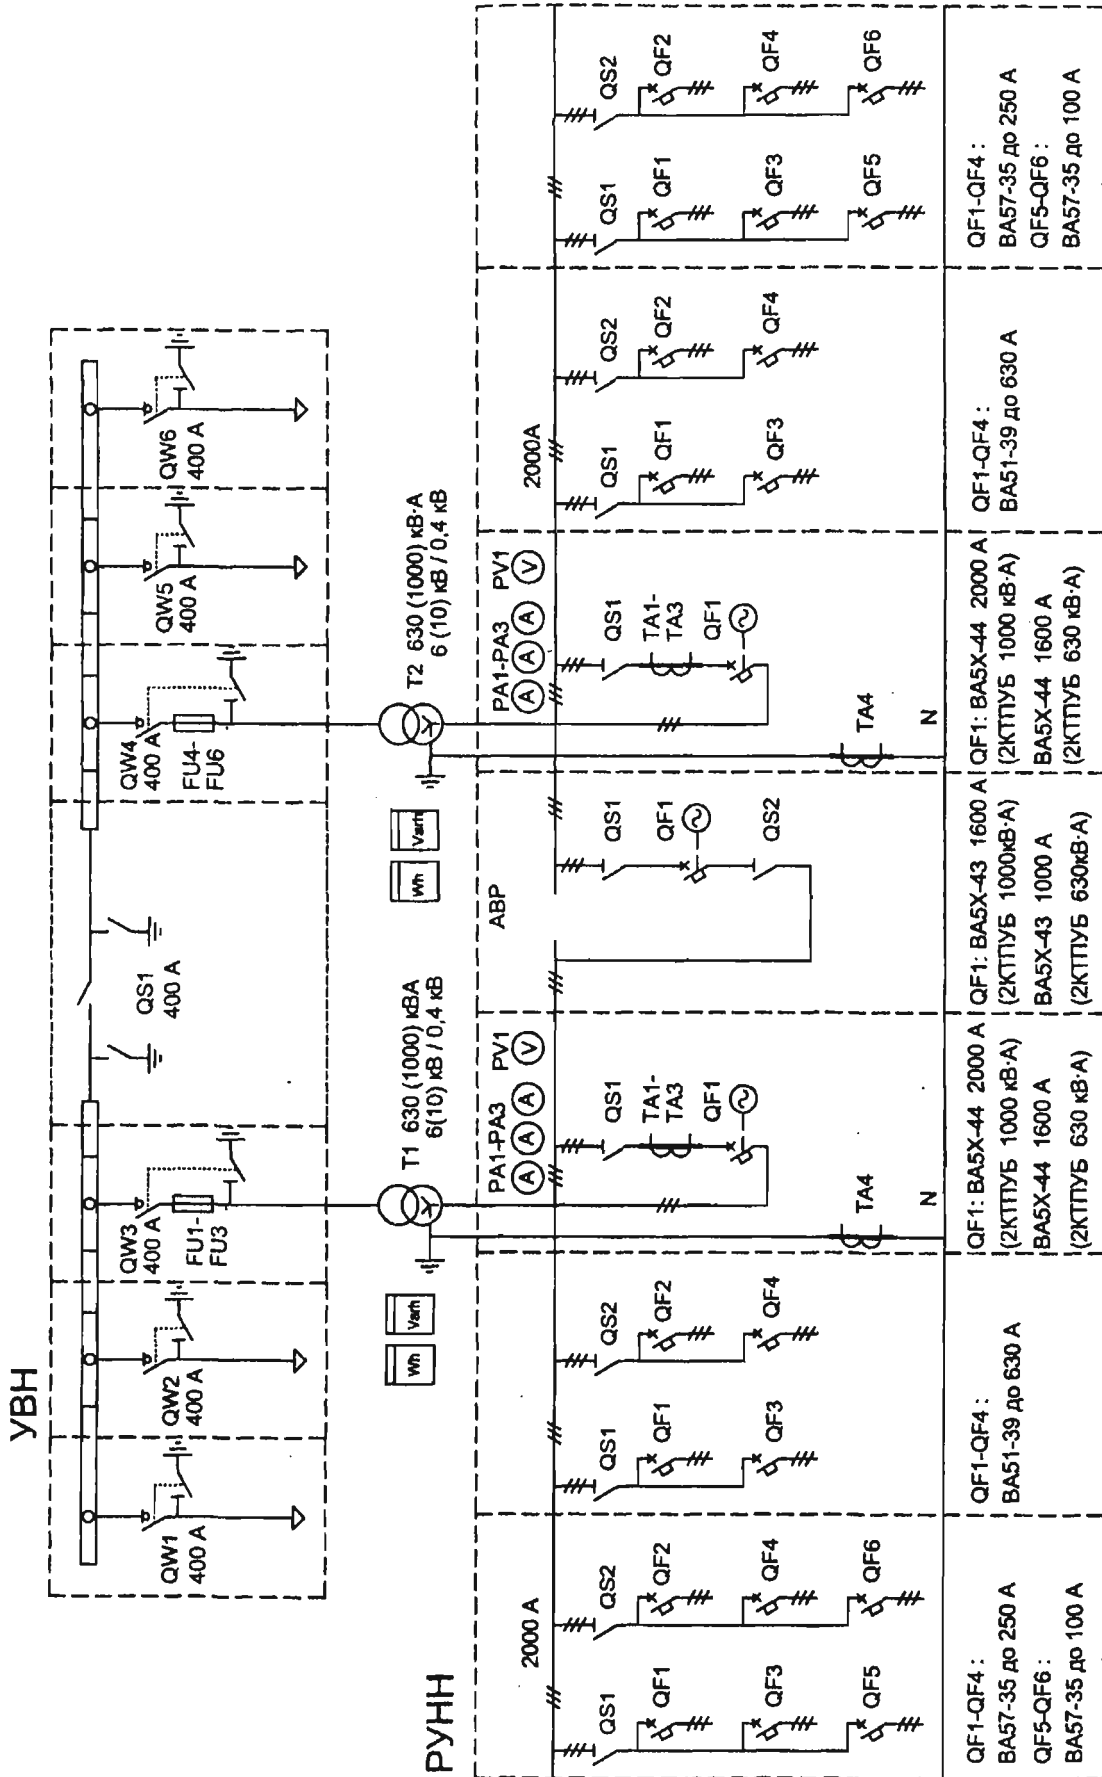 УВН
QW1
400 А
QW2
400 А
QW3
400 А
FU1-
FU3
QS1
400 А
QW4
400 А
FU4-
FU6
QW5
400 А
QW6
400 А
Wh
Varh
T1 630 (1000) кВА
6(10) кВ / 0,4 кВ
Wh
Varh
T2 630 (1000) кВ·А
6 (10) кВ / 0,4 кВ
РУНН
2000 А
QS1
QF1
QF3
QF5
QS2
QF2
QF4
QF6
QS1
QF1
QF3
QS2
QF2
QF4
PA1-PA3
A
A
A
PV1
V
QS1
TA1-
TA3
QF1
TA4
N
АВР
QS1
QF1
QS2
PA1-PA3
A
A
A
PV1
V
QS1
TA1-
TA3
QF1
TA4
N
2000А
QS1
QF1
QF3
QS2
QF2
QF4
QS1
QF1
QF3
QF5
QS2
QF2
QF4
QF6
QF1-QF4 :
ВА57-35 до 250 А
QF5-QF6 :
ВА57-35 до 100 А
QF1-QF4 :
ВА51-39 до 630 А
QF1: ВА5Х-44 2000 А
(2КТПУБ 1000 кВ·А)
ВА5Х-44 1600 А
(2КТПУБ 630 кВ·А)
QF1: ВА5Х-43 1600 А
(2КТПУБ 1000кВ·А)
ВА5Х-43 1000 А
(2КТПУБ 630кВ·А)
QF1: ВА5Х-44 2000 А
(2КТПУБ 1000 кВ·А)
ВА5Х-44 1600 А
(2КТПУБ 630 кВ·А)
QF1-QF4 :
ВА51-39 до 630 А
QF1-QF4 :
ВА57-35 до 250 А
QF5-QF6 :
ВА57-35 до 100 А